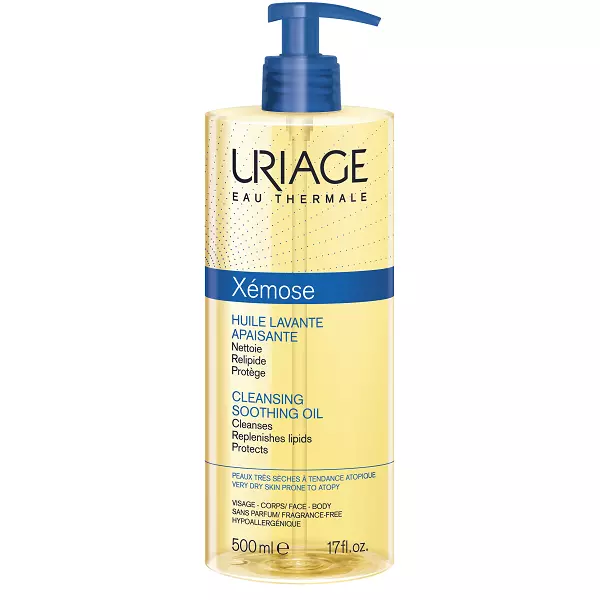 URIAGE
EAU THERMALE
Xémose
HUILE LAVANTE
APAISANTE
Nettoie
Relipide
Protège
CLEANSING
SOOTHING OIL
Cleanses
Replenishes lipids
Protects
PEAUX TRÈS SÈCHES À TENDANCE ATOPIQUE
VERY DRY SKIN PRONE TO ATOPY
VISAGE - CORPS/ FACE - BODY
SANS PARFUM/ FRAGRANCE-FREE
HYPOALLERGÉNIQUE
500 ml ℮ 17fl.oz.